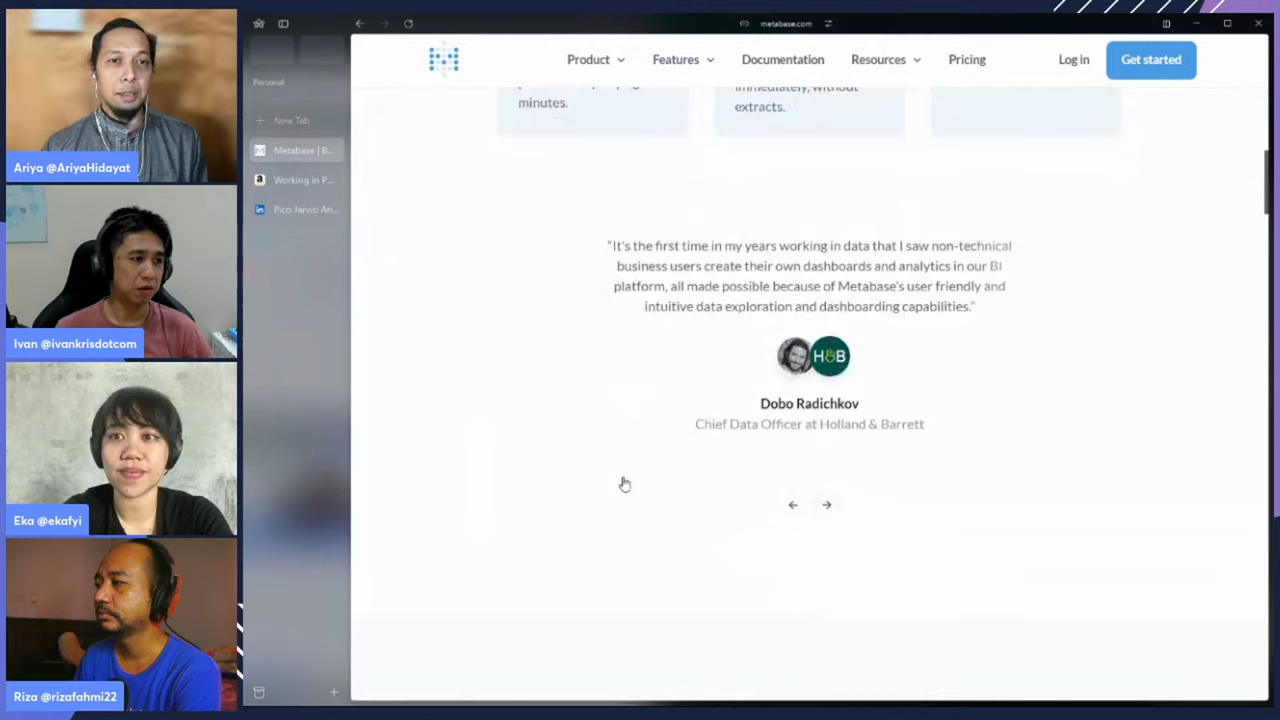 Ariya @AriyaHidayat
Ivan @ivankrisdotcom
Eka @ekafyi
Riza @rizafahmi22
metabase.com
Personal
New Tab
Metabase | B...
Working in P...
Pico Jarvis: An...
Product
Features
Documentation
Resources
Pricing
Log in
Get started
minutes.
immediately, without
extracts.
“It’s the first time in my years working in data that I saw non-technical
business users create their own dashboards and analytics in our BI
platform, all made possible because of Metabase’s user friendly and
intuitive data exploration and dashboarding capabilities.”
H&B
Dobo Radichkov
Chief Data Officer at Holland & Barrett